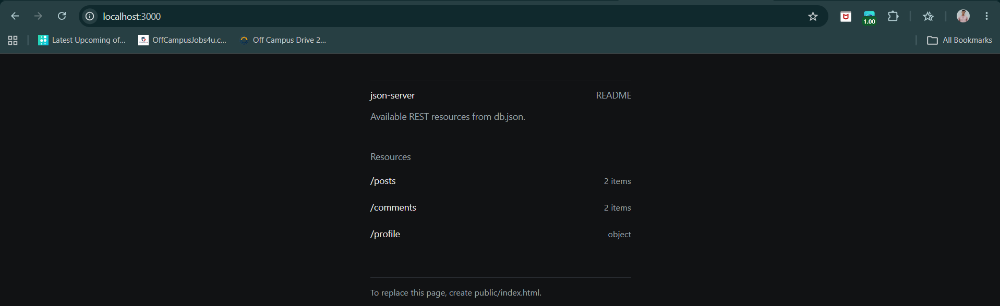 localhost:3000
1.00
Latest Upcoming of... OffCampusJobs4u.c... Off Campus Drive 2... All Bookmarks
json-server README
Available REST resources from db.json.
Resources
/posts 2 items
/comments 2 items
/profile object
To replace this page, create public/index.html.